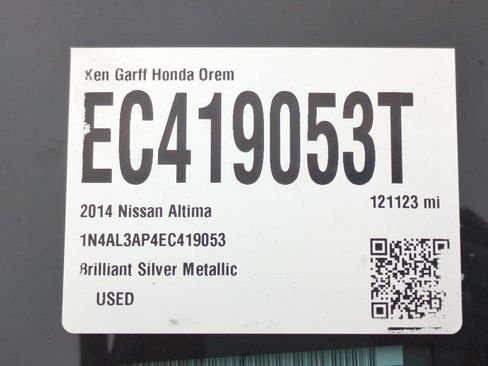 Ken Garff Honda Orem
EC419053T
121123 mi
2014 Nissan Altima
1N4AL3AP4EC419053
Brilliant Silver Metallic
USED